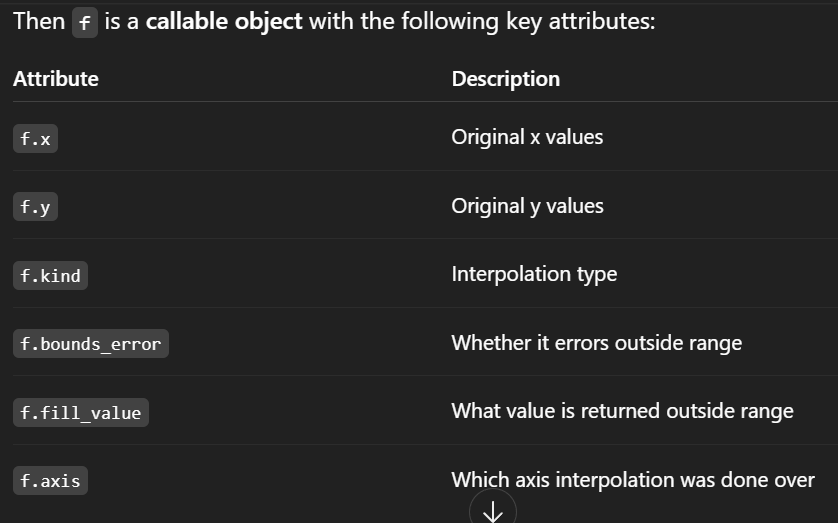 Then f is a callable object with the following key attributes:
Attribute Description
f.x Original x values
f.y Original y values
f.kind Interpolation type
f.bounds_error Whether it errors outside range
f.fill_value What value is returned outside range
f.axis Which axis interpolation was done over